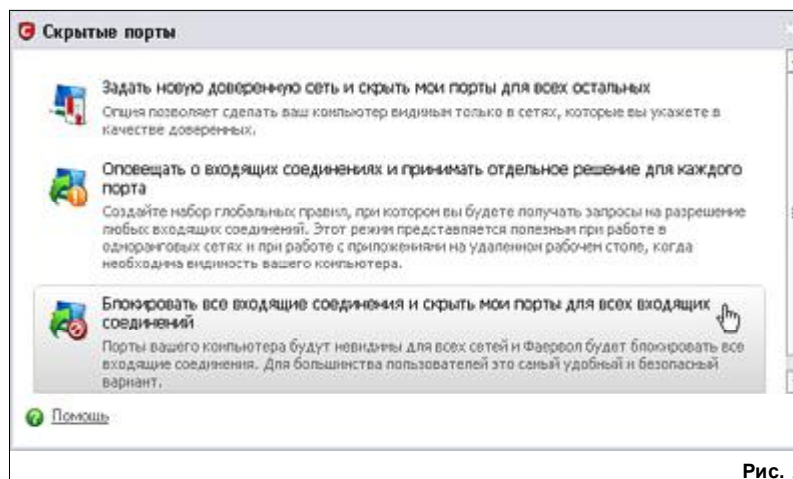 Скрытые порты
Задать новую доверенную сеть и скрыть мои порты для всех остальных
Опция позволяет сделать ваш компьютер видимым только в сетях, которые вы укажете в
качестве доверенных.
Оповещать о входящих соединениях и принимать отдельное решение для каждого
порта
Создайте набор глобальных правил, при котором вы будете получать запросы на разрешение
любых входящих соединений. Этот режим представляется полезным при работе в
одноранговых сетях и при работе с приложениями на удаленном рабочем столе, когда
необходима видимость вашего компьютера.
Блокировать все входящие соединения и скрыть мои порты для всех входящих
соединений
Порты вашего компьютера будут невидимы для всех сетей и Фаервол будет блокировать все
входящие соединения. Для большинства пользователей это самый удобный и безопасный
вариант.
Помощь
Рис.